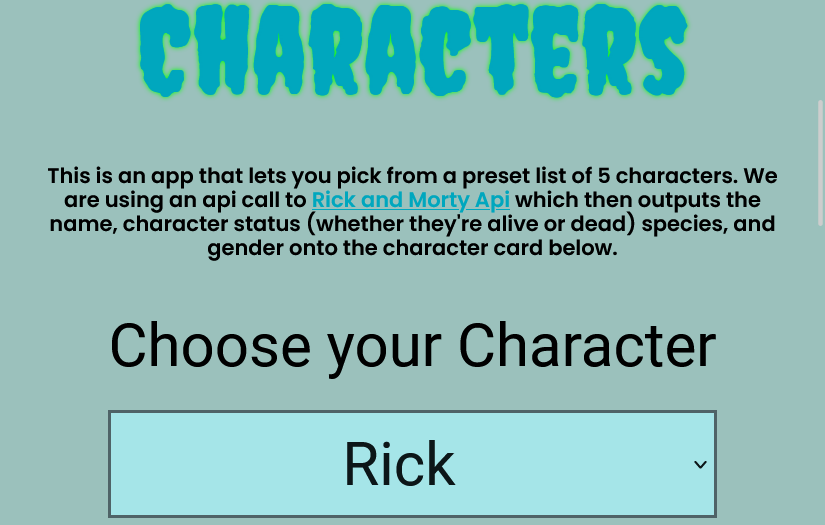 CHARACTERS
This is an app that lets you pick from a preset list of 5 characters. We
are using an api call to Rick and Morty Api which then outputs the
name, character status (whether they're alive or dead) species, and
gender onto the character card below.
Choose your Character
Rick